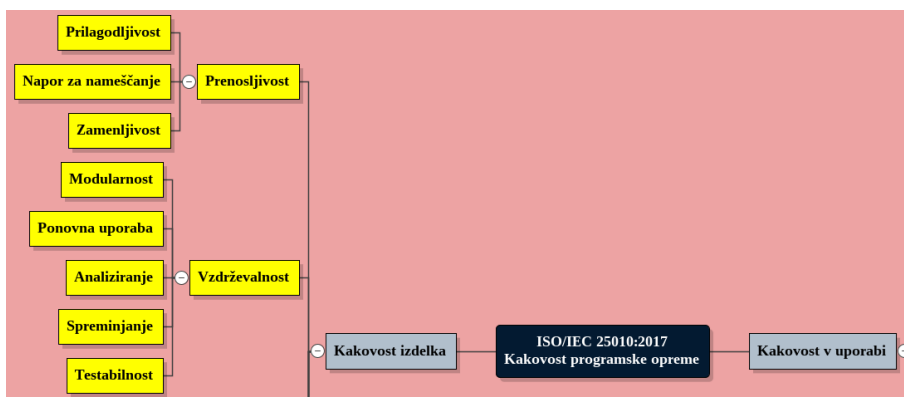 Prilagodljivost
Napor za nameščanje
Prenosljivost
Zamenljivost
Modularnost
Ponovna uporaba
Analiziranje
Vzdrževalnost
Spreminjanje
Testabilnost
Kakovost izdelka
ISO/IEC 25010:2017
Kakovost programske opreme
Kakovost v uporabi